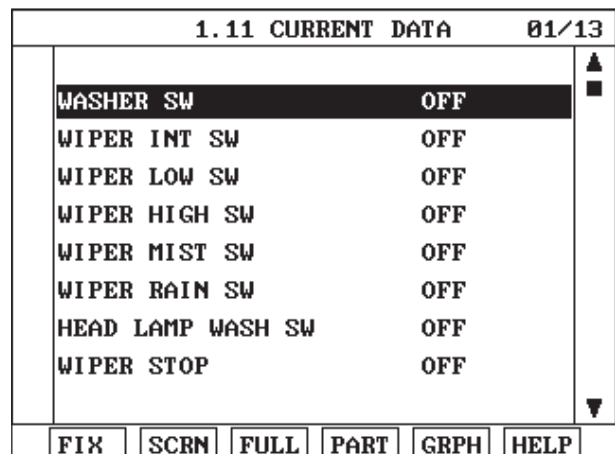 1.11 CURRENT DATA 01/13
WASHER SW OFF
WIPER INT SW OFF
WIPER LOW SW OFF
WIPER HIGH SW OFF
WIPER MIST SW OFF
WIPER RAIN SW OFF
HEAD LAMP WASH SW OFF
WIPER STOP OFF
FIX SCRN FULL PART GRPH HELP